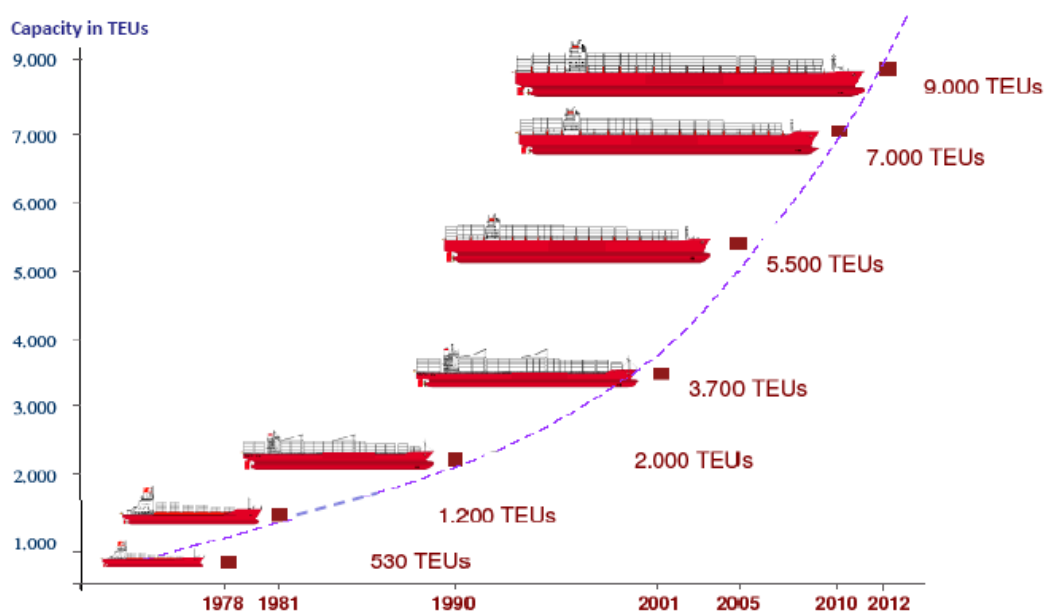 Capacity in TEUs
9.000
9.000 TEUs
7.000
7.000 TEUs
6.000
5.500 TEUs
5.000
4.000
3.700 TEUs
3.000
2.000
2.000 TEUs
1.200 TEUs
1.000
530 TEUs
1978 1981 1990 2001 2005 2010 2012